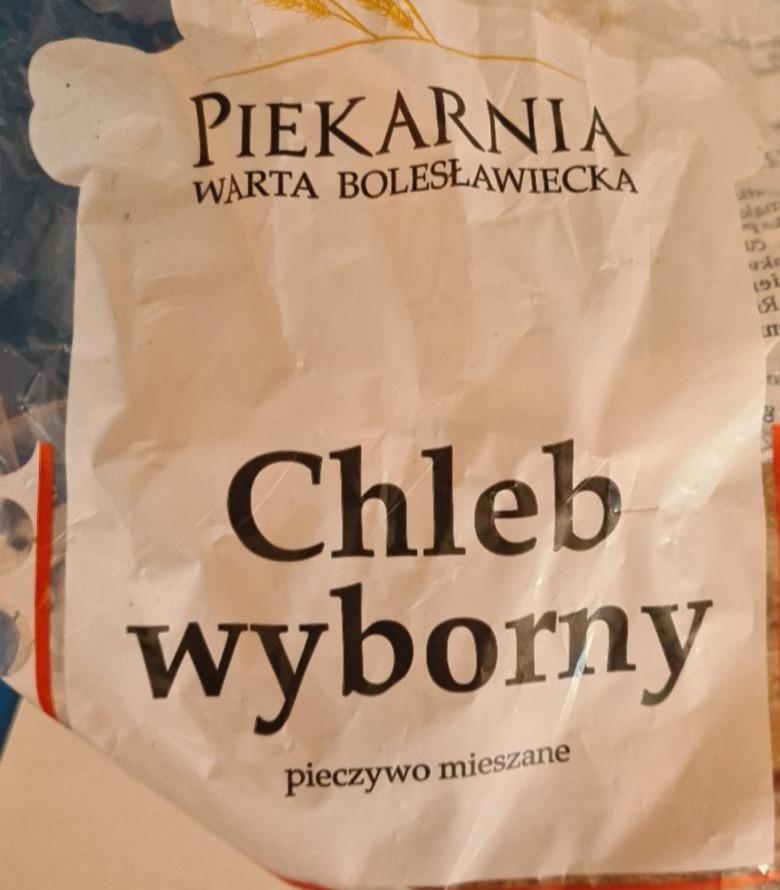 PIEKARNIA
WARTA BOLESŁAWIECKA
Chleb
wyborny
pieczywo mieszane